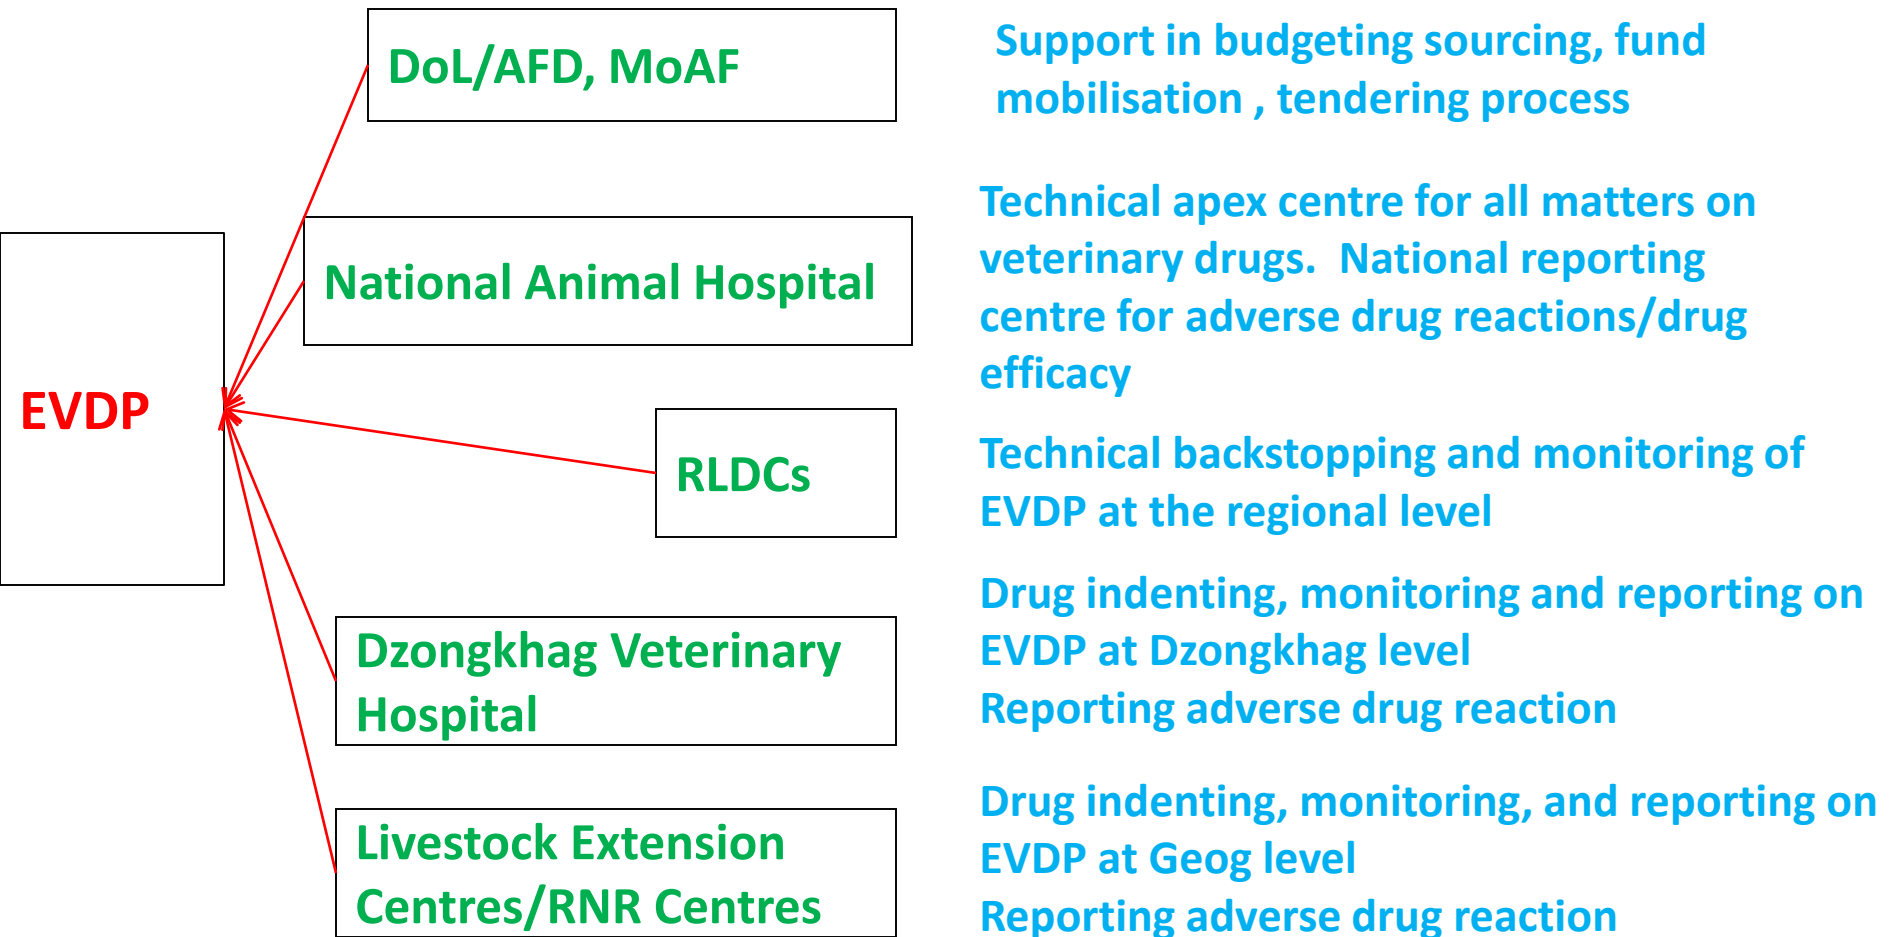 DoL/AFD, MoAF
Support in budgeting sourcing, fund
mobilisation , tendering process
National Animal Hospital
Technical apex centre for all matters on
veterinary drugs.  National reporting
centre for adverse drug reactions/drug
efficacy
EVDP
RLDCs
Technical backstopping and monitoring of
EVDP at the regional level
Dzongkhag Veterinary
Hospital
Drug indenting, monitoring and reporting on
EVDP at Dzongkhag level
Reporting adverse drug reaction
Livestock Extension
Centres/RNR Centres
Drug indenting, monitoring, and reporting on
EVDP at Geog level
Reporting adverse drug reaction